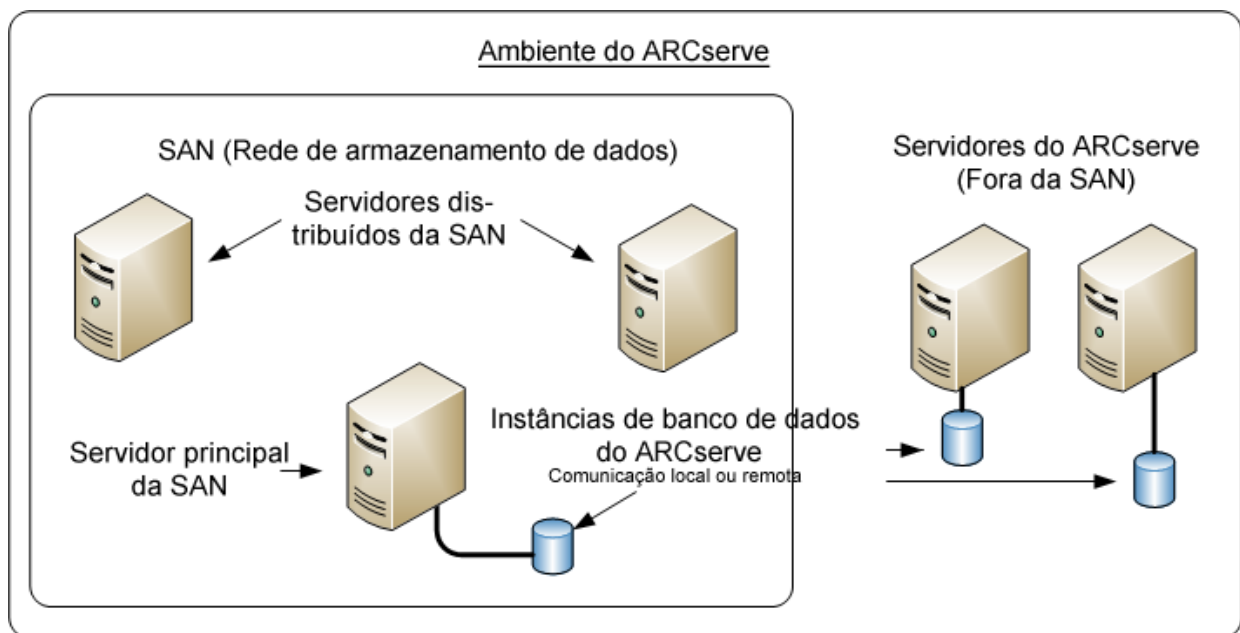 Ambiente do ARCserve
SAN (Rede de armazenamento de dados)
Servidores dis-
tribuídos da SAN
Servidores do ARCserve
(Fora da SAN)
Servidor principal
da SAN
Instâncias de banco de dados
do ARCserve
Comunicação local ou remota